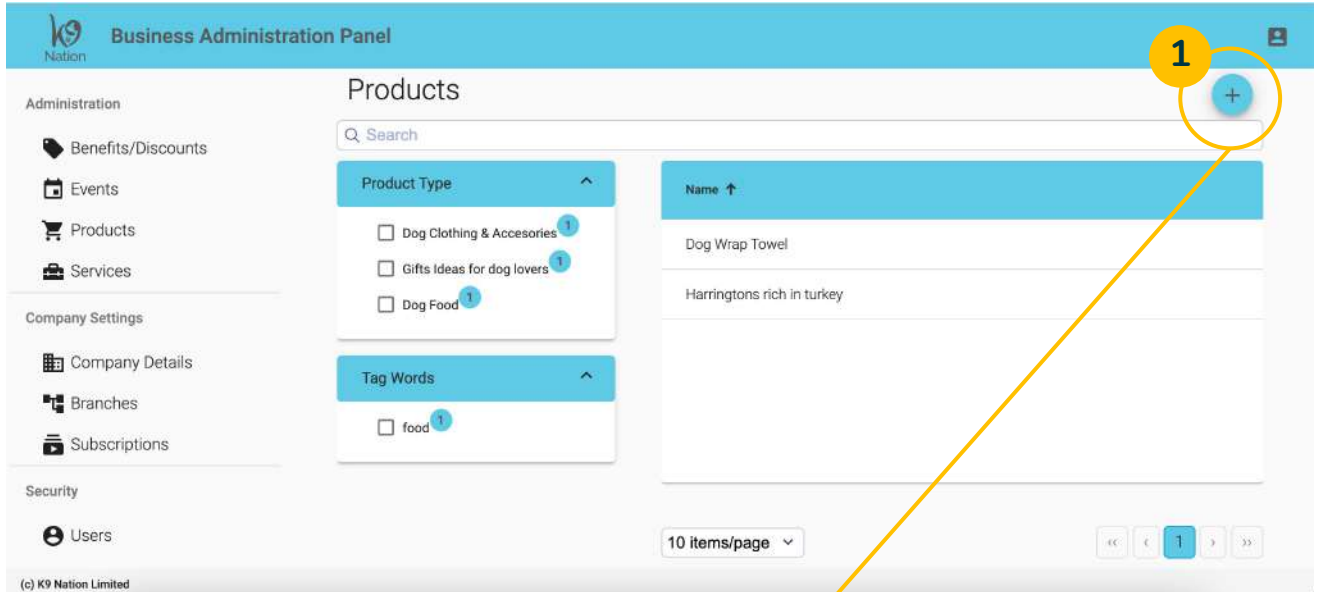 K9
Nation
Business Administration Panel
1
Administration
Benefits/Discounts
Events
Products
Services
Company Settings
Company Details
Branches
Subscriptions
Security
Users
Products
+
Search
Product Type
Dog Clothing & Accesories 1
Gifts Ideas for dog lovers 1
Dog Food 1
Tag Words
food 1
Name ↑
Dog Wrap Towel
Harringtons rich in turkey
10 items/page
‹‹ ‹ 1 › ››
(c) K9 Nation Limited